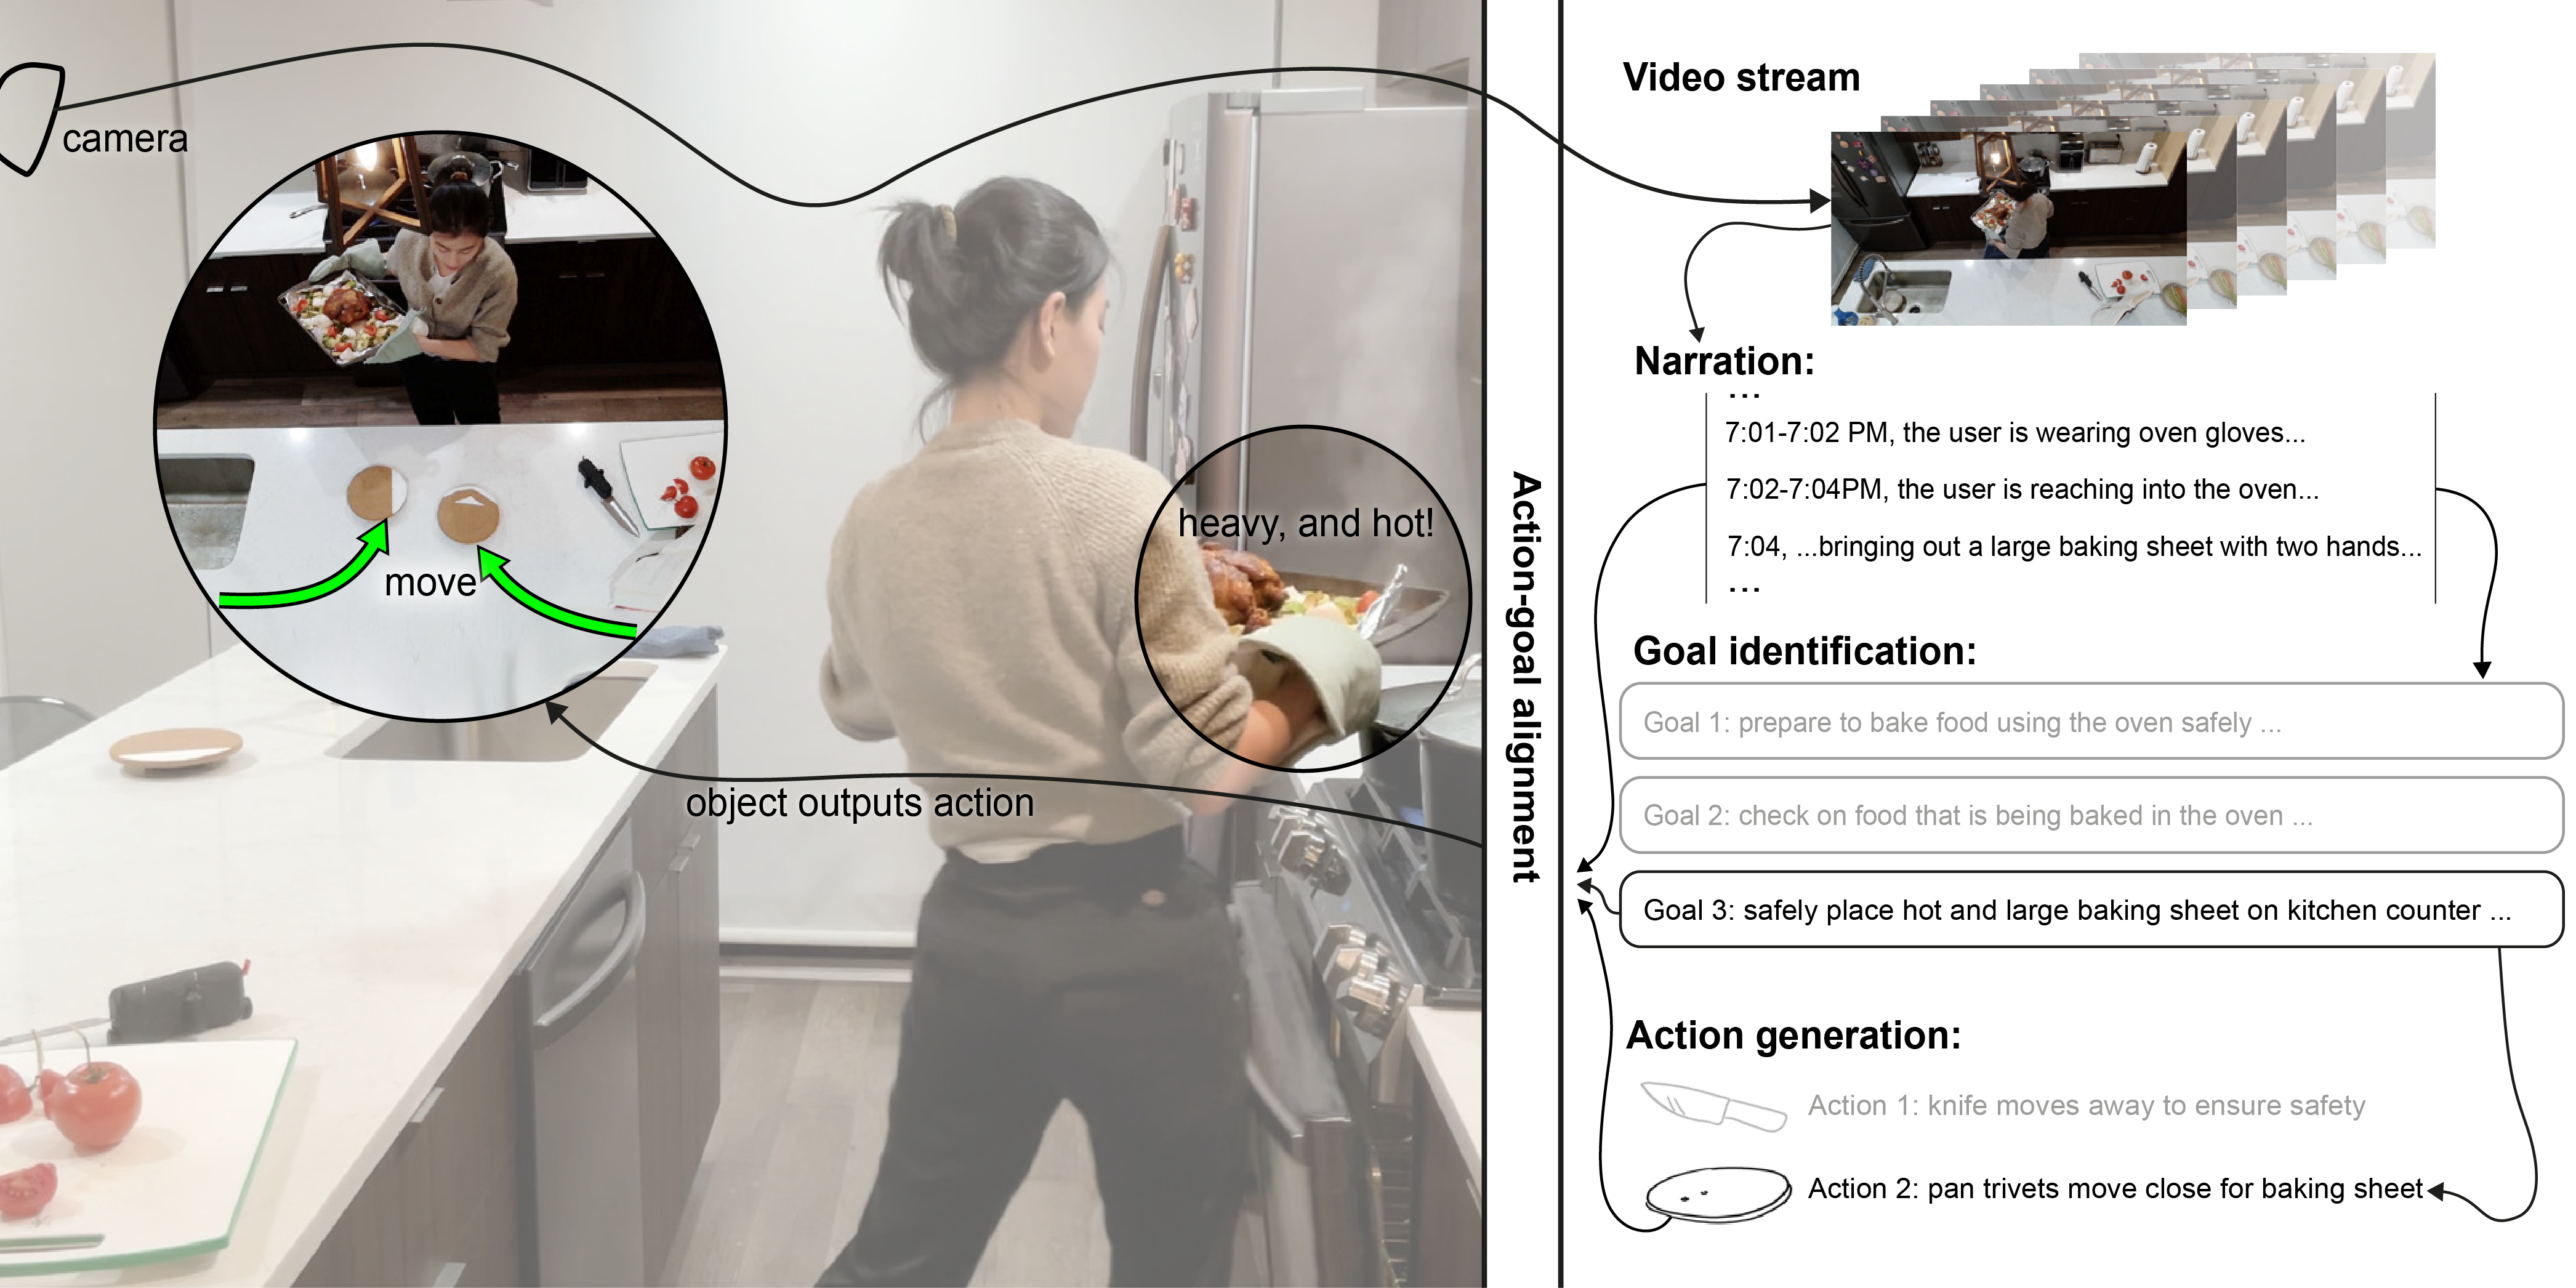 camera
move
heavy, and hot!
object outputs action
Action-goal alignment
Video stream
Narration:
...
7:01-7:02 PM, the user is wearing oven gloves...
7:02-7:04PM, the user is reaching into the oven...
7:04, ...bringing out a large baking sheet with two hands...
...
Goal identification:
Goal 1: prepare to bake food using the oven safely ...
Goal 2: check on food that is being baked in the oven ...
Goal 3: safely place hot and large baking sheet on kitchen counter ...
Action generation:
Action 1: knife moves away to ensure safety
Action 2: pan trivets move close for baking sheet